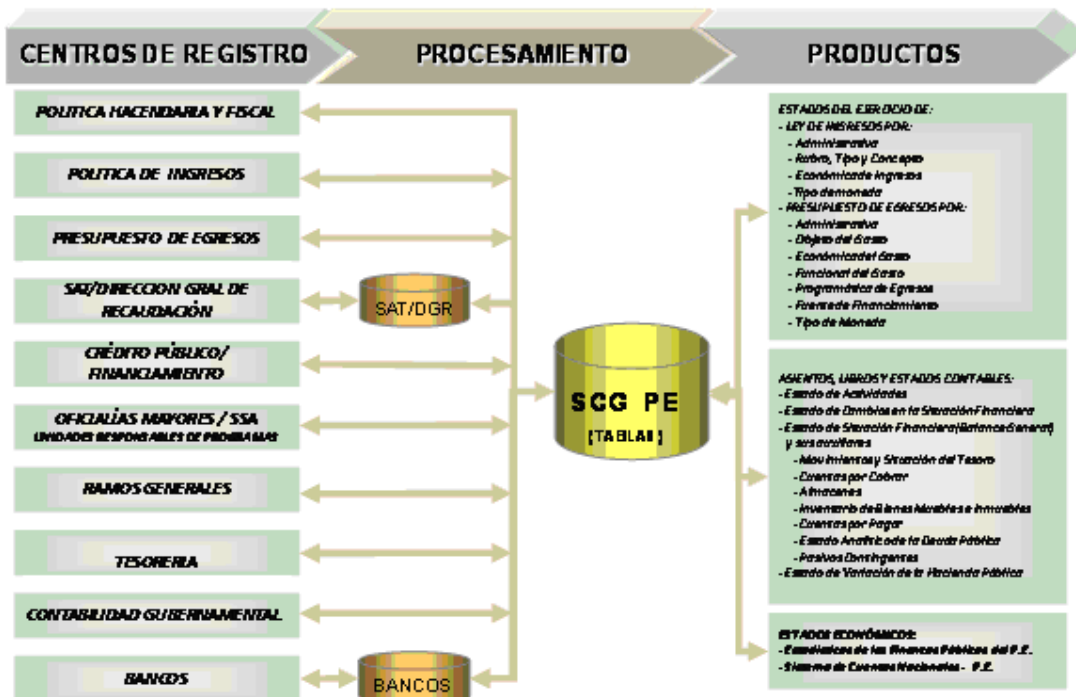 CENTROS DE REGISTRO
PROCESAMIENTO
PRODUCTOS
POLITICA HACENDARIA Y FISCAL
POLITICA DE INGRESOS
PRESUPUESTO DE EGRESOS
SAT/DIRECCION GRAL DE
RECAUDACIÓN
CRÉDITO PÚBLICO/
FINANCIAMIENTO
OFICIALÍAS MAYORES / SSA
UNIDADES RESPONSABLES DE PROGRAMAS
RAMOS GENERALES
TESORERIA
CONTABILIDAD GUBERNAMENTAL
BANCOS
SAT/DGR
BANCOS
SCG PE
(TABLAS)
ESTADOS DEL EJERCICIO DE:
- LEY DE INGRESOS POR:
- Administrativa
- Rubro, Tipo y Concepto
- Económica de Ingresos
- Tipo de moneda
- PRESUPUESTO DE EGRESOS POR:
- Administrativa
- Objeto del Gasto
- Económica del Gasto
- Funcional del Gasto
- Programática de Egresos
- Fuente de Financiamiento
- Tipo de Moneda
ASIENTOS, LIBROS Y ESTADOS CONTABLES:
- Estado de Actividades
- Estado de Cambios en la Situación Financiera
- Estado de Situación Financiera (Balance General)
y sus auxiliares
- Movimientos y Situación del Tesoro
- Cuentas por Cobrar
- Almacenes
- Inventario de Bienes Muebles e Inmuebles
- Cuentas por Pagar
- Estado Analítico de la Deuda Pública
- Pasivos Contingentes
- Estado de Variación de la Hacienda Pública
ESTADOS ECONÓMICOS:
- Estadísticas de las Finanzas Públicas del P.E.
- Sistema de Cuentas Nacionales - P.E.